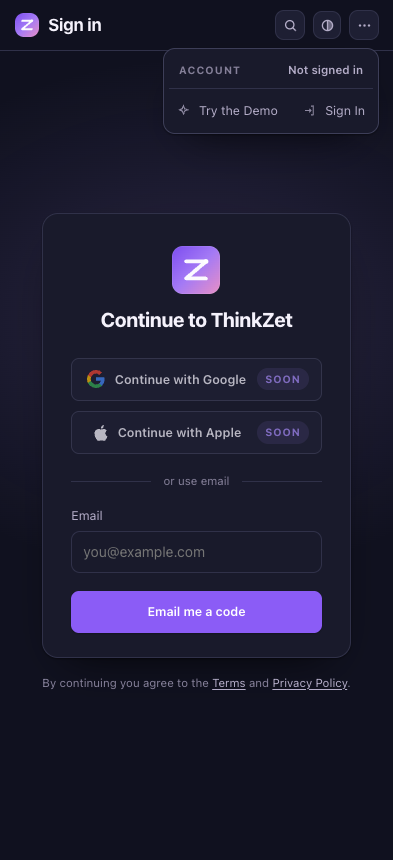 Sign in
ACCOUNT Not signed in
Try the Demo Sign In
Continue to ThinkZet
Continue with Google SOON
Continue with Apple SOON
or use email
Email
you@example.com
Email me a code
By continuing you agree to the Terms and Privacy Policy.